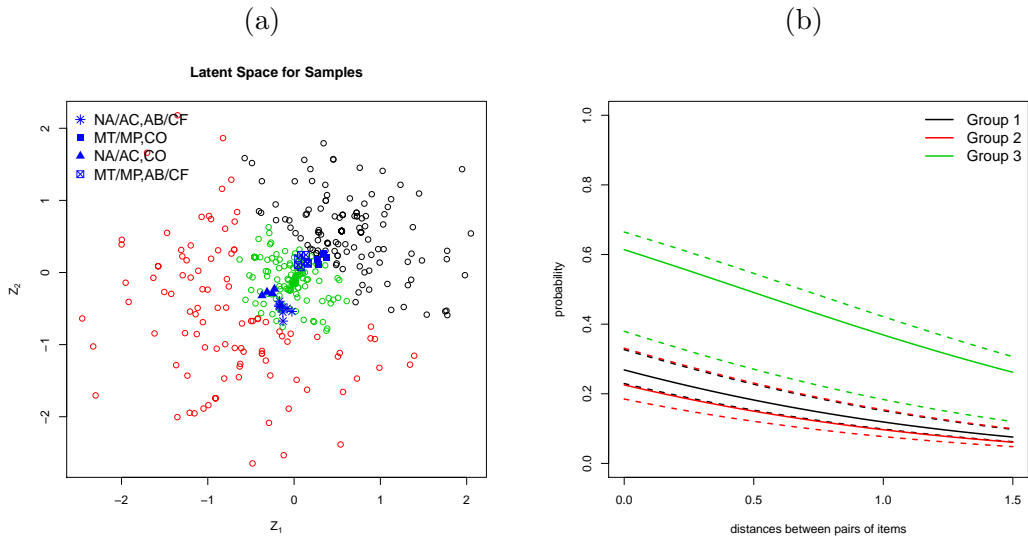 (a)
Latent Space for Samples
NA/AC,AB/CF
MT/MP,CO
NA/AC,CO
MT/MP,AB/CF
2
1
0
−1
−2
Z2
−2
−1
0
1
2
Z1
(b)
Group 1
Group 2
Group 3
1.0
0.8
0.6
0.4
0.2
0.0
probability
0.0
0.5
1.0
1.5
distances between pairs of items